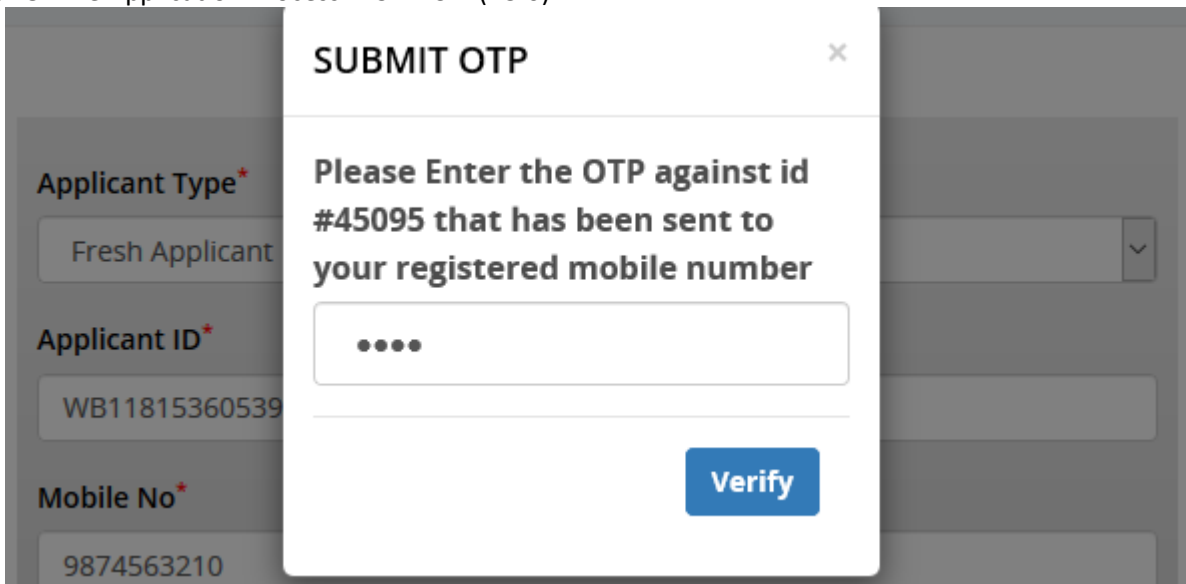 SUBMIT OTP ×
Please Enter the OTP against id
#45095 that has been sent to
your registered mobile number
••••
Verify
Applicant Type*
Fresh Applicant
Applicant ID*
WB11815360539
Mobile No*
9874563210